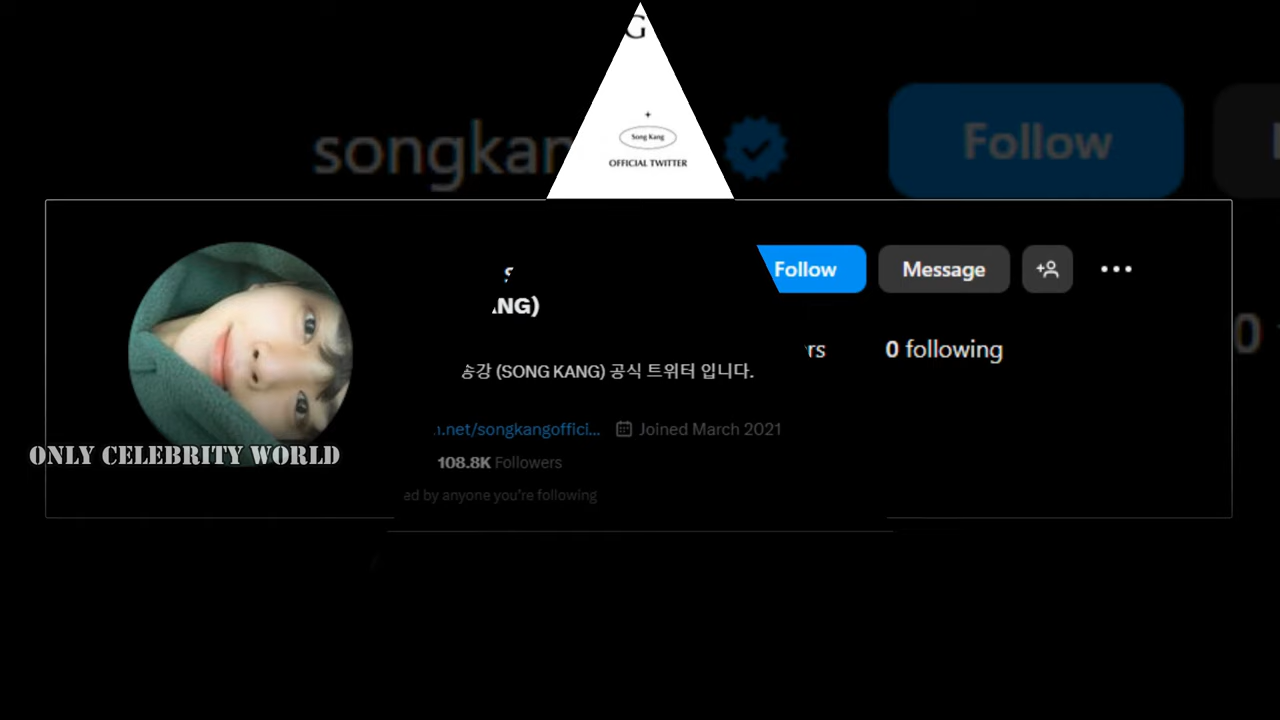 G
songkan
Follow
Song Kang
OFFICIAL TWITTER
Follow
Message
NG)
rs
0 following
0
송강 (SONG KANG) 공식 트위터 입니다.
.net/songkangoffici...
Joined March 2021
108.8K Followers
ed by anyone you're following
ONLY CELEBRITY WORLD